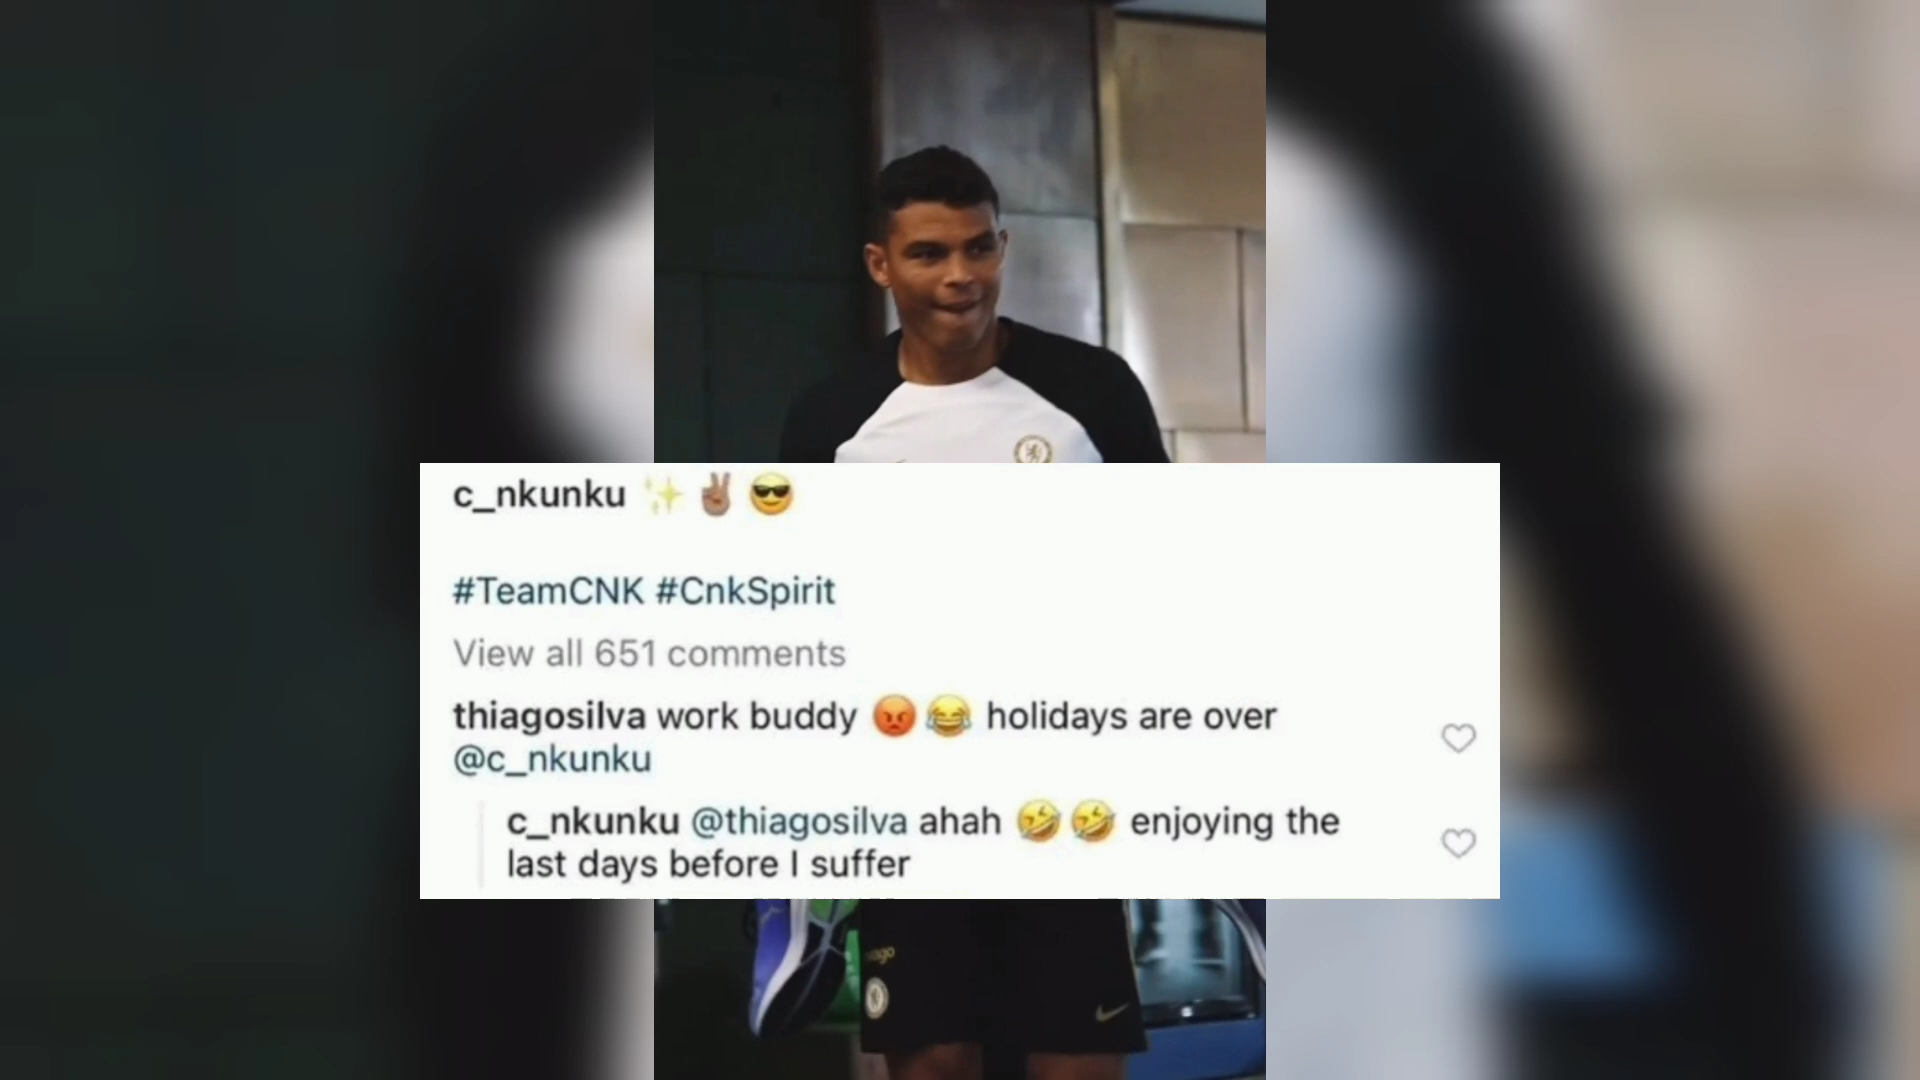 c_nkunku ✨✌🏽😎
#TeamCNK #CnkSpirit
View all 651 comments
thiagosilva work buddy 😡😂 holidays are over
@c_nkunku
c_nkunku @thiagosilva ahah 🤣🤣 enjoying the
last days before I suffer